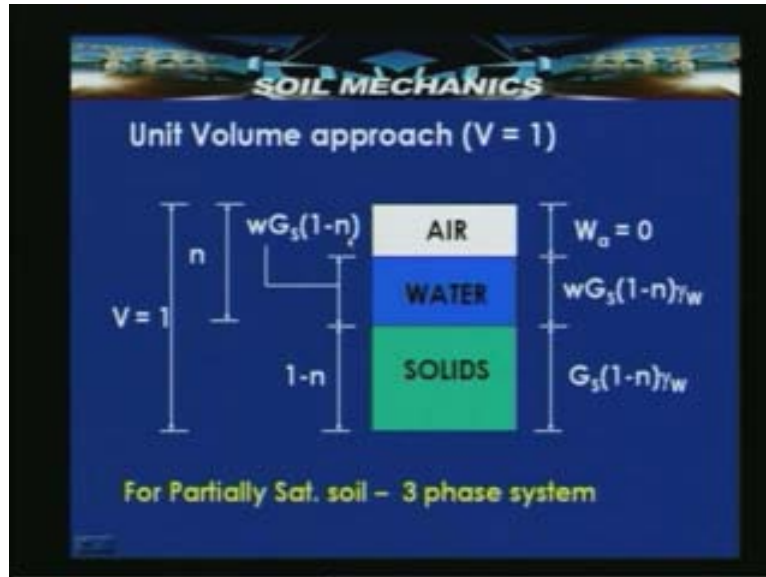 SOIL MECHANICS
Unit Volume approach (V = 1)
wGₛ(1-n)
AIR
Wₐ = 0
n
WATER
wGₛ(1-n)γw
V = 1
1-n
SOLIDS
Gₛ(1-n)γw
For Partially Sat. soil – 3 phase system